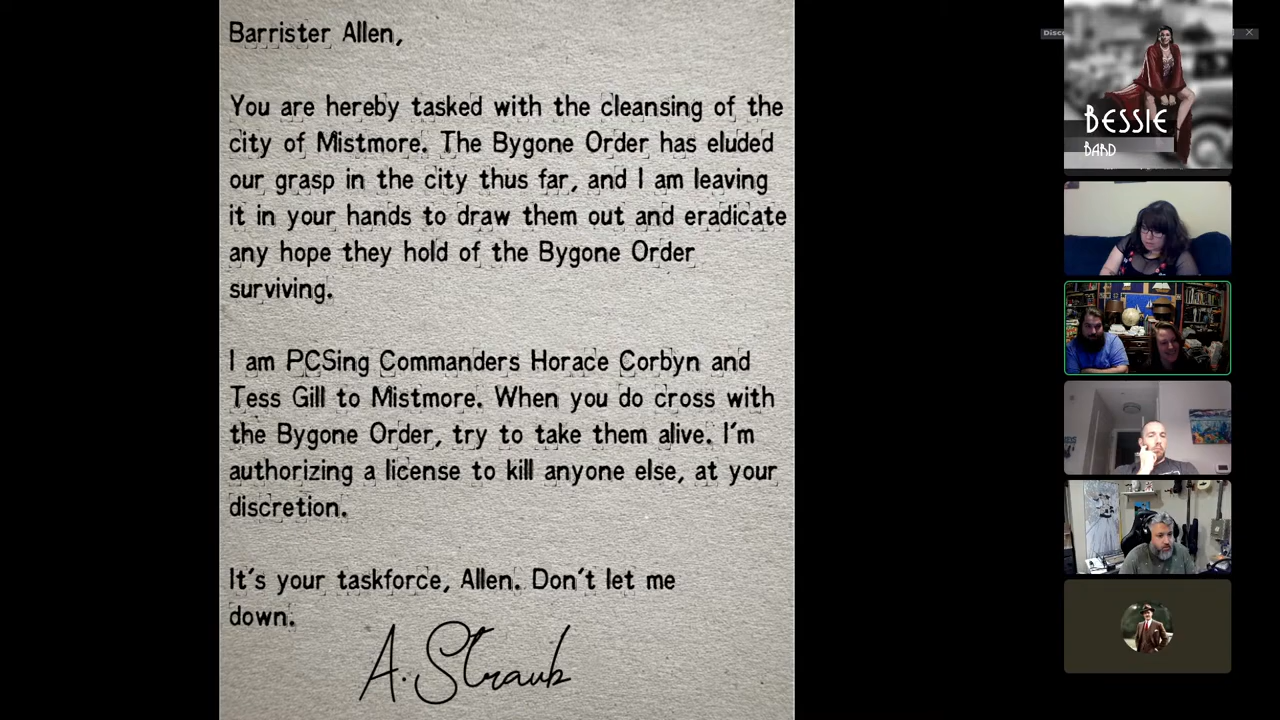 Barrister Allen,
You are hereby tasked with the cleansing of the
city of Mistmore. The Bygone Order has eluded
our grasp in the city thus far, and I am leaving
it in your hands to draw them out and eradicate
any hope they hold of the Bygone Order
surviving.
I am PCSing Commanders Horace Corbyn and
Tess Gill to Mistmore. When you do cross with
the Bygone Order, try to take them alive. I'm
authorizing a license to kill anyone else, at your
discretion.
It's your taskforce, Allen. Don't let me
down.
A. Straub
BESSIE
BARD